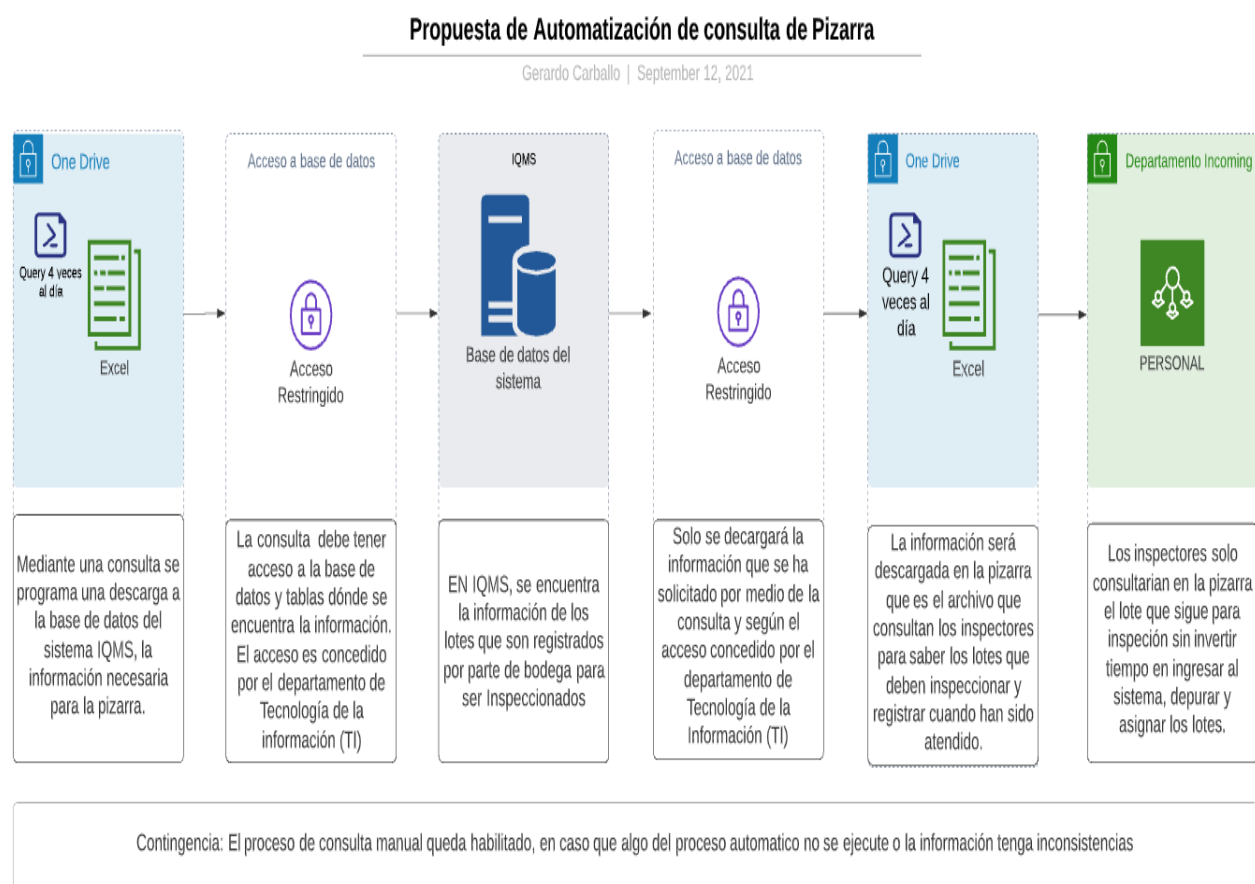 Propuesta de Automatización de consulta de Pizarra
Gerardo Carballo | September 12, 2021
One Drive
Query 4 veces
al día
Excel
Acceso a base de datos
Acceso
Restringido
IQMS
Base de datos del
sistema
Acceso a base de datos
Acceso
Restringido
One Drive
Query 4
veces al
día
Excel
Departamento Incoming
PERSONAL
Mediante una consulta se
programa una descarga a
la base de datos del
sistema IQMS, la
información necesaria
para la pizarra.
La consulta debe tener
acceso a la base de
datos y tablas dónde se
encuentra la información.
El acceso es concedido
por el departamento de
Tecnología de la
información (TI)
EN IQMS, se encuentra
la información de los
lotes que son registrados
por parte de bodega para
ser Inspeccionados
Solo se decargará la
información que se ha
solicitado por medio de la
consulta y según el
acceso concedido por el
departamento de
Tecnología de la
Información (TI)
La información será
descargada en la pizarra
que es el archivo que
consultan los inspectores
para saber los lotes que
deben inspeccionar y
registrar cuando han sido
atendido.
Los inspectores solo
consultarian en la pizarra
el lote que sigue para
inspeción sin invertir
tiempo en ingresar al
sistema, depurar y
asignar los lotes.
Contingencia: El proceso de consulta manual queda habilitado, en caso que algo del proceso automatico no se ejecute o la información tenga inconsistencias